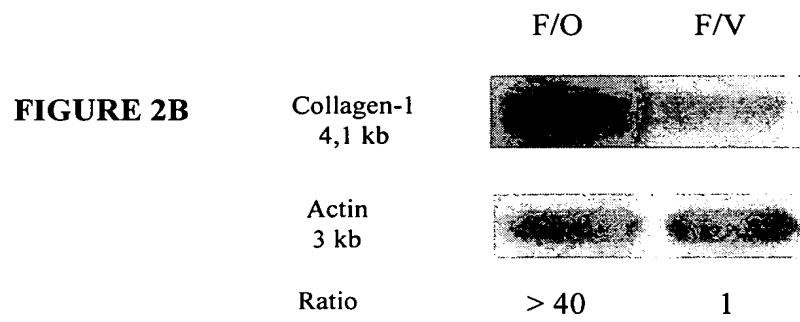 F/O F/V
FIGURE 2B
Collagen-1
4,1 kb
Actin
3 kb
Ratio > 40 1